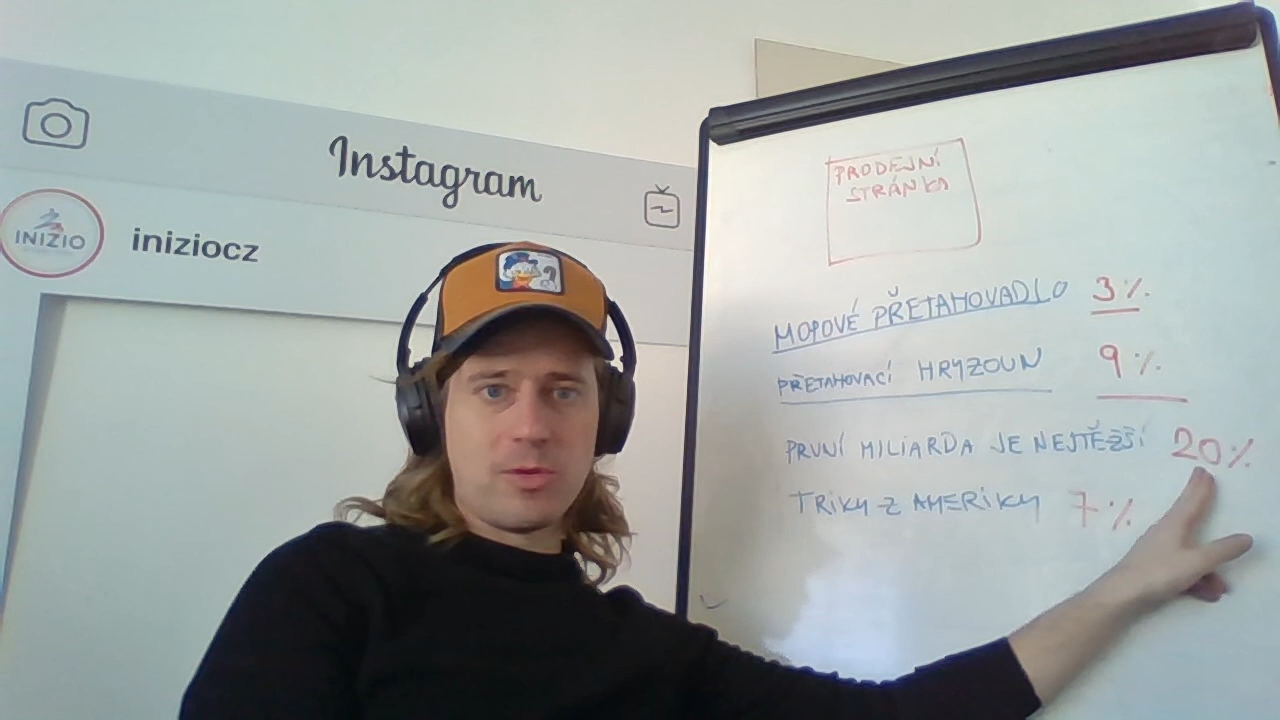 Instagram
INIZIO
iniziocz
PRODEJNÍ
STRÁNKA
MOPOVÉ PŘETAHOVADLO 3%
PŘETAHOVACÍ HRYZOUN 9%
PRVNÍ MILIARDA JE NEJTĚŽŠÍ 20%
TRIKY Z AMERIKY 7%